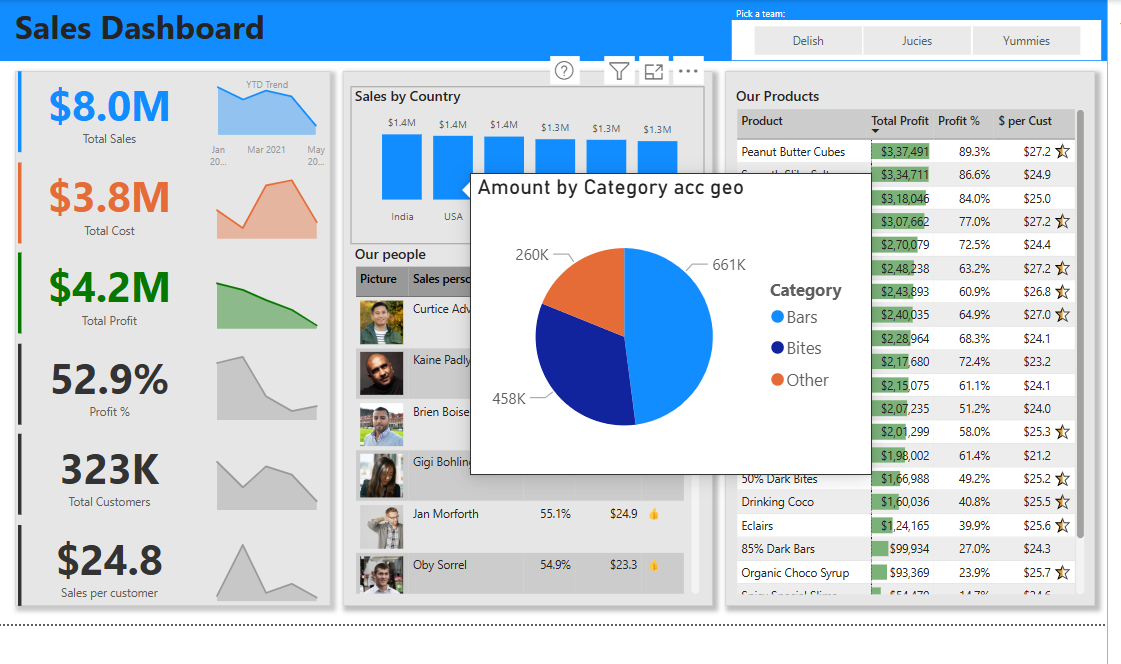 Sales Dashboard
Pick a team:
Delish
Jucies
Yummies
$8.0M
Total Sales
YTD Trend
Jan 20...
Mar 2021
May 20...
$3.8M
Total Cost
$4.2M
Total Profit
52.9%
Profit %
323K
Total Customers
$24.8
Sales per customer
Sales by Country
$1.4M
$1.4M
$1.4M
$1.3M
$1.3M
$1.3M
India
USA
Our people
Picture
Sales perso
Curtice Adv
Kaine Padly
Brien Boise
Gigi Bohlin
Jan Morforth 55.1% $24.9
Oby Sorrel 54.9% $23.3
Amount by Category acc geo
260K
661K
458K
Category
Bars
Bites
Other
Our Products
Product Total Profit Profit % $ per Cust
Peanut Butter Cubes $3,37,491 89.3% $27.2
$3,34,711 86.6% $24.9
$3,18,046 84.0% $25.0
$3,07,662 77.0% $27.2
$2,70,079 72.5% $24.4
$2,48,238 63.2% $27.2
$2,43,893 60.9% $26.8
$2,40,035 64.9% $27.0
$2,28,964 68.3% $24.1
$2,17,680 72.4% $23.2
$2,15,075 61.1% $24.1
$2,07,235 51.2% $24.0
$2,01,299 58.0% $25.3
$1,98,002 61.4% $21.2
50% Dark Bites $1,66,988 49.2% $25.2
Drinking Coco $1,60,036 40.8% $25.5
Eclairs $1,24,165 39.9% $25.6
85% Dark Bars $99,934 27.0% $24.3
Organic Choco Syrup $93,369 23.9% $25.7